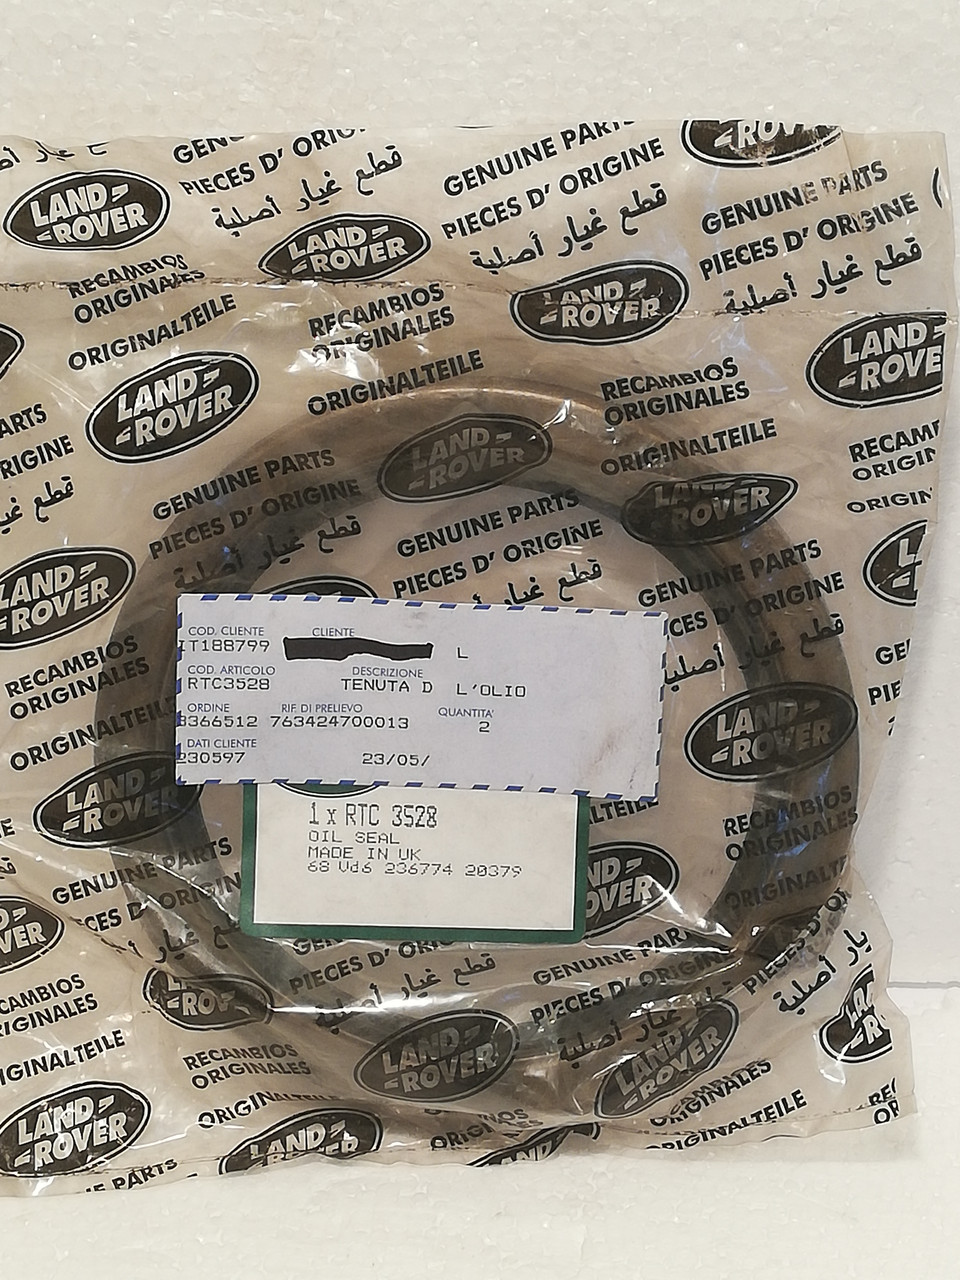 LAND-
-ROVER
GENUINE PARTS
PIECES D' ORIGINE
قطع غيار أصلية
RECAMBIOS
ORIGINALES
ORIGINALTEILE
COD. CLIENTE CLIENTE
IT188799 L
COD. ARTICOLO DESCRIZIONE
RTC3528 TENUTA D L'OLIO
ORDINE RIF. DI PRELIEVO QUANTITA'
3366512 763424700013 2
DATI CLIENTE
230597 23/05/
1 x RTC 3528
OIL SEAL
MADE IN UK
68 Vd6 236774 20379